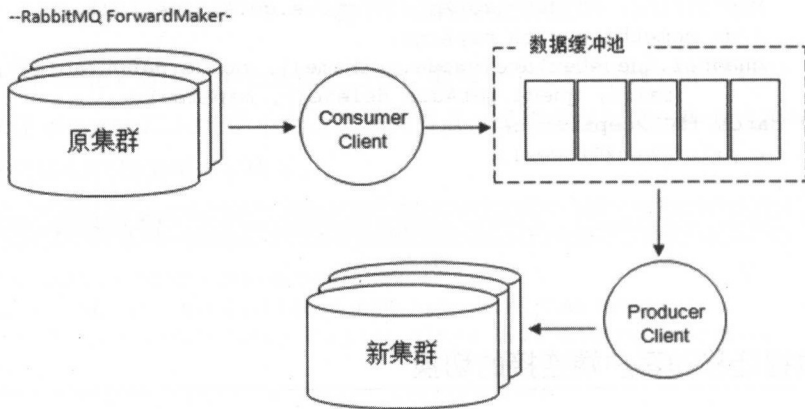 --RabbitMQ ForwardMaker-
原集群
Consumer
Client
数据缓冲池
Producer
Client
新集群